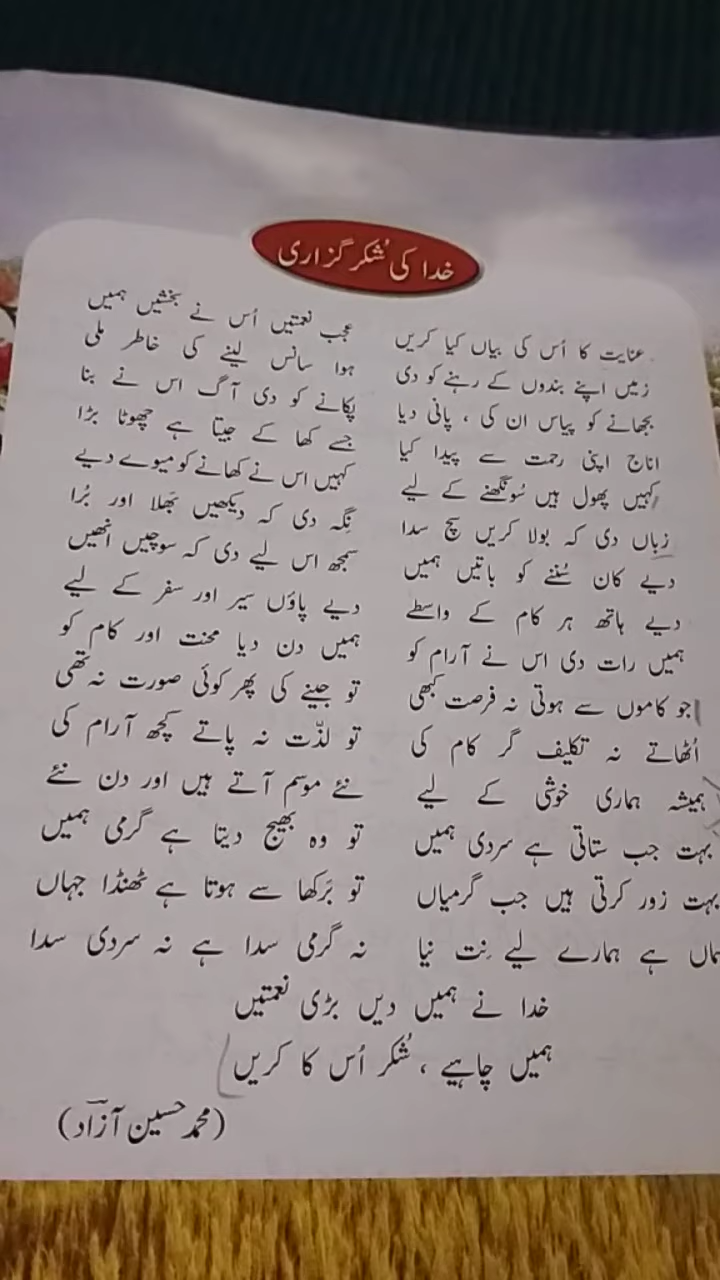 خدا کی شُکر گزاری
عنایت کا اُس کی بیاں کیا کریں    عجب نعمتیں اُس نے بخشیں ہمیں
زمیں اپنے بندوں کے رہنے کو دی    ہوا سانس لینے کی خاطر ملی
بجھانے کو پیاس ان کی ، پانی دیا    پکانے کو دی آگ اس نے بنا
اناج اپنی رحمت سے پیدا کیا    جسے کھا کے جیتا ہے چھوٹا بڑا
کہیں پھول ہیں سُونگھنے کے لیے    کہیں اس نے کھانے کو میوے دیے
زباں دی کہ بولا کریں سچ سدا    نِگہ دی کہ دیکھیں بَھلا اور بُرا
دیے کان سُننے کو باتیں ہمیں    سمجھ اس لیے دی کہ سوچیں انھیں
دیے ہاتھ ہر کام کے واسطے    دیے پاؤں سیر اور سفر کے لیے
ہمیں رات دی اس نے آرام کو    ہمیں دن دیا محنت اور کام کو
جو کاموں سے ہوتی نہ فرصت کبھی    تو جینے کی پھر کوئی صورت نہ تھی
اُٹھاتے نہ تکلیف گر کام کی    تو لذّت نہ پاتے کچھ آرام کی
ہمیشہ ہماری خوشی کے لیے    نئے موسم آتے ہیں اور دن نئے
بہت جب ستاتی ہے سردی ہمیں    تو وہ بھیج دیتا ہے گرمی ہمیں
بہت زور کرتی ہیں جب گرمیاں    تو بَرکھا سے ہوتا ہے ٹھنڈا جہاں
ہے ہمارے لیے نِت نیا    نہ گرمی سدا ہے نہ سردی سدا
خدا نے ہمیں دیں بڑی نعمتیں
ہمیں چاہیے ، شُکر اُس کا کریں
(محمد حسین آزاد)